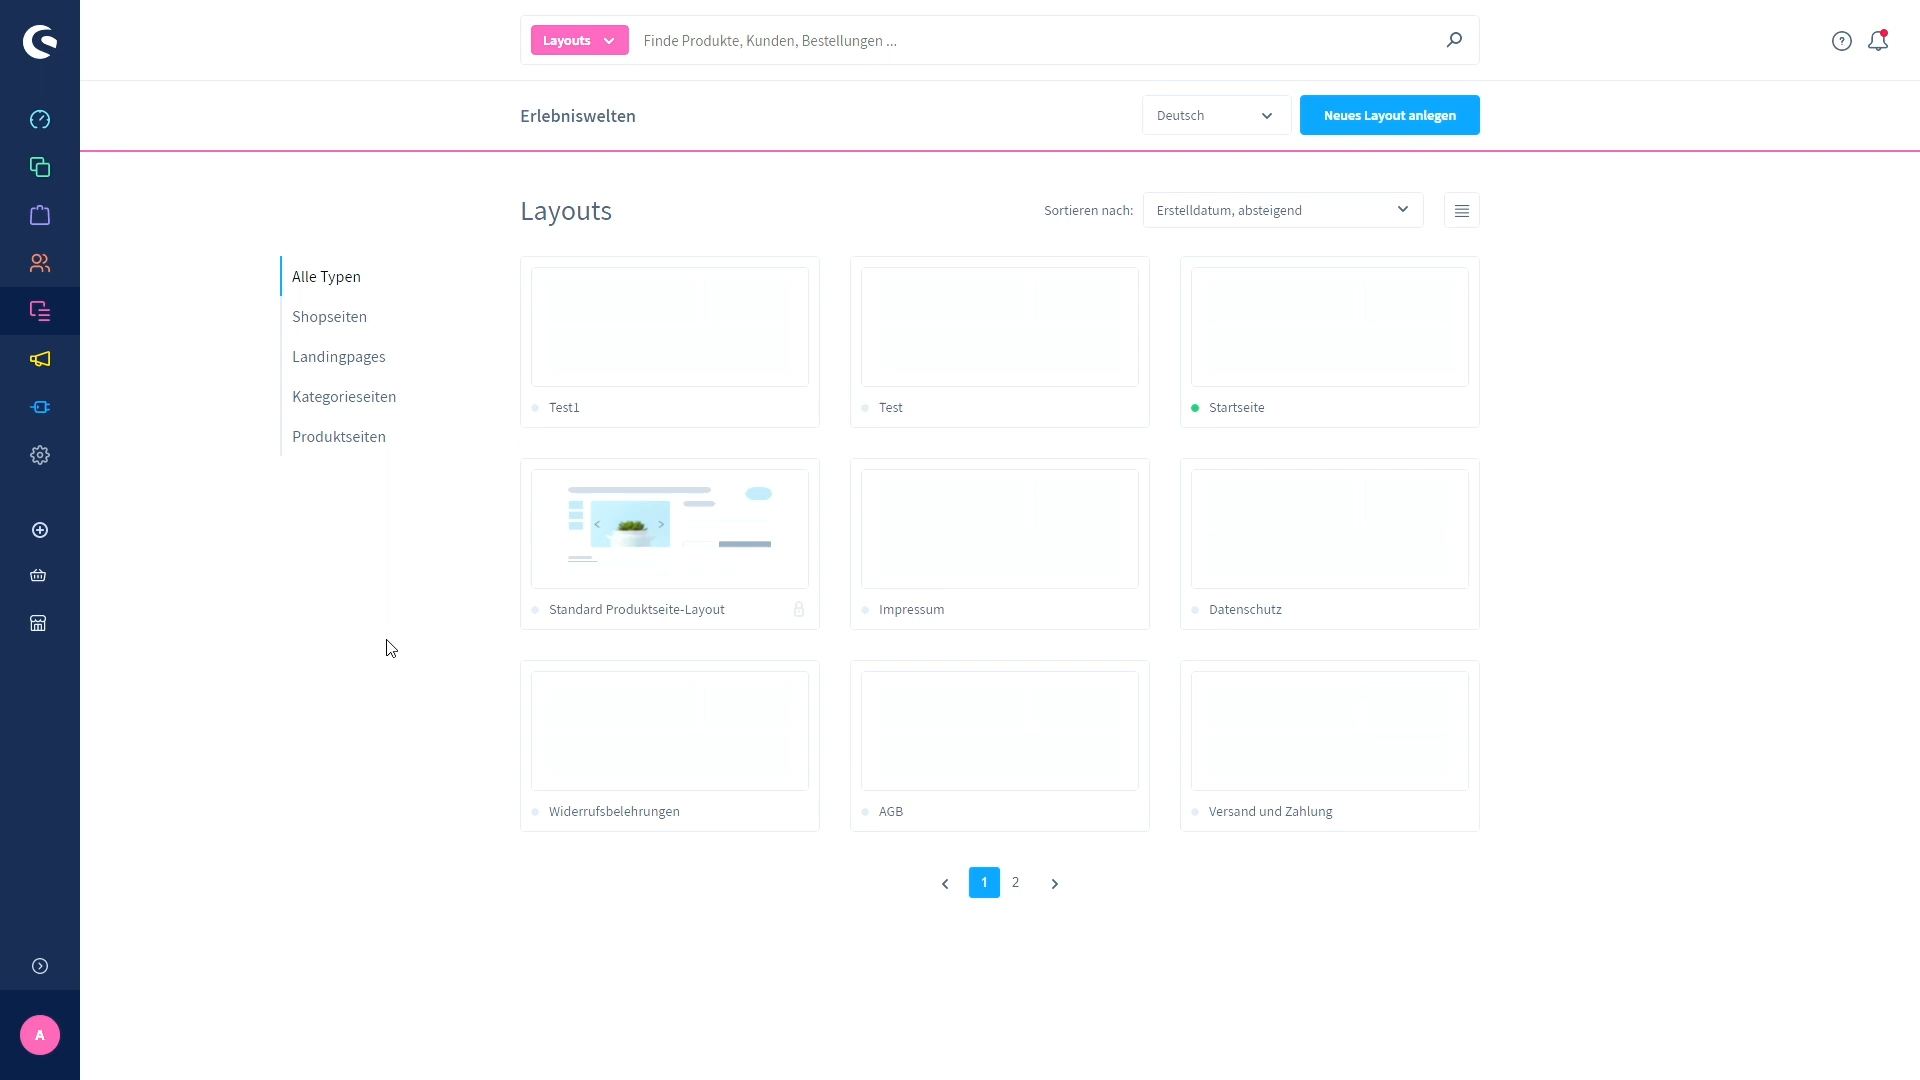 Layouts
Finde Produkte, Kunden, Bestellungen ...
Erlebniswelten
Deutsch
Neues Layout anlegen
Layouts
Sortieren nach:
Erstelldatum, absteigend
Alle Typen
Shopseiten
Landingpages
Kategorieseiten
Produktseiten
Test1
Test
Startseite
Standard Produktseite-Layout
Impressum
Datenschutz
Widerrufsbelehrungen
AGB
Versand und Zahlung
1
2
A